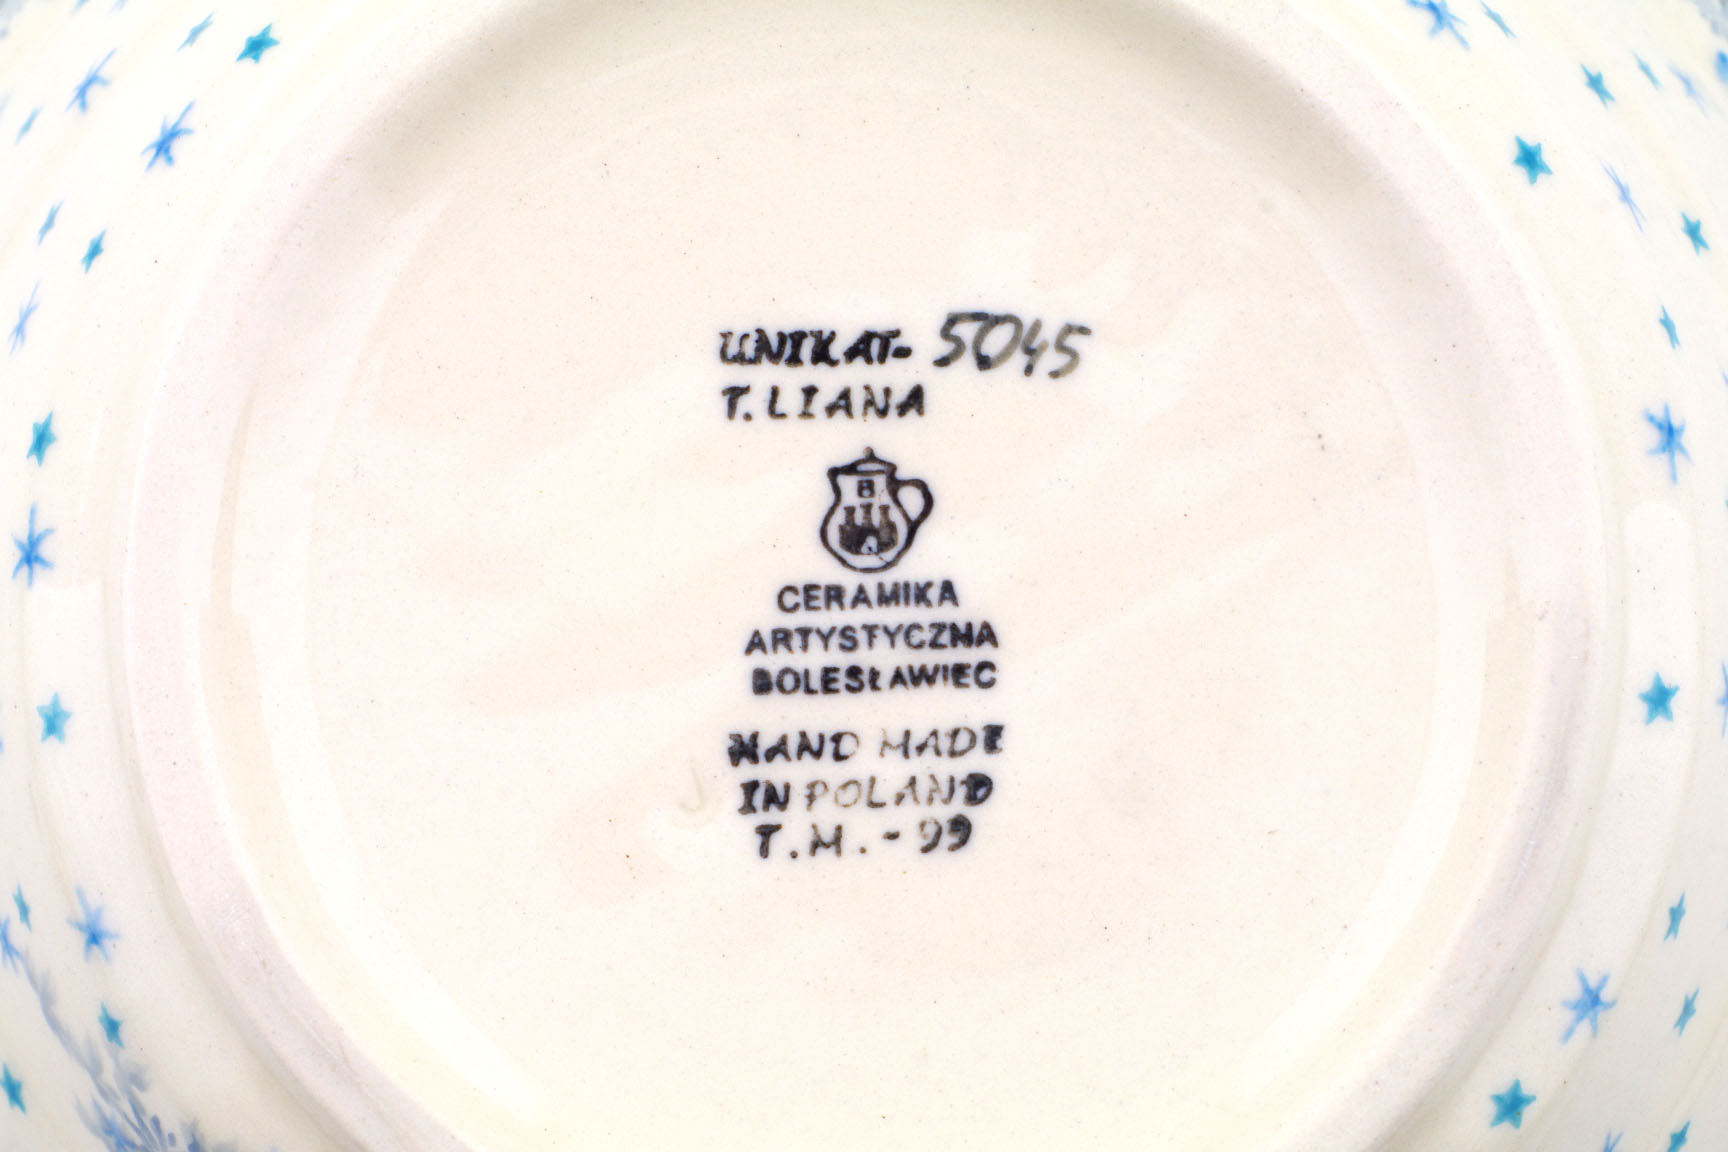 UNIKAT- 5045
T. LIANA
B
CERAMIKA
ARTYSTYCZNA
BOLESŁAWIEC
HAND MADE
IN POLAND
T.M.-99